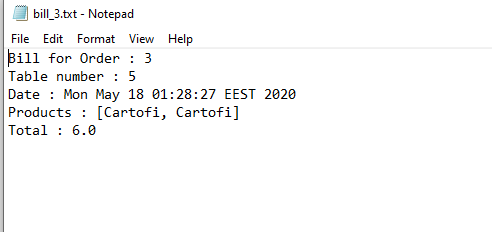 bill_3.txt - Notepad
File Edit Format View Help
Bill for Order : 3
Table number : 5
Date : Mon May 18 01:28:27 EEST 2020
Products : [Cartofi, Cartofi]
Total : 6.0